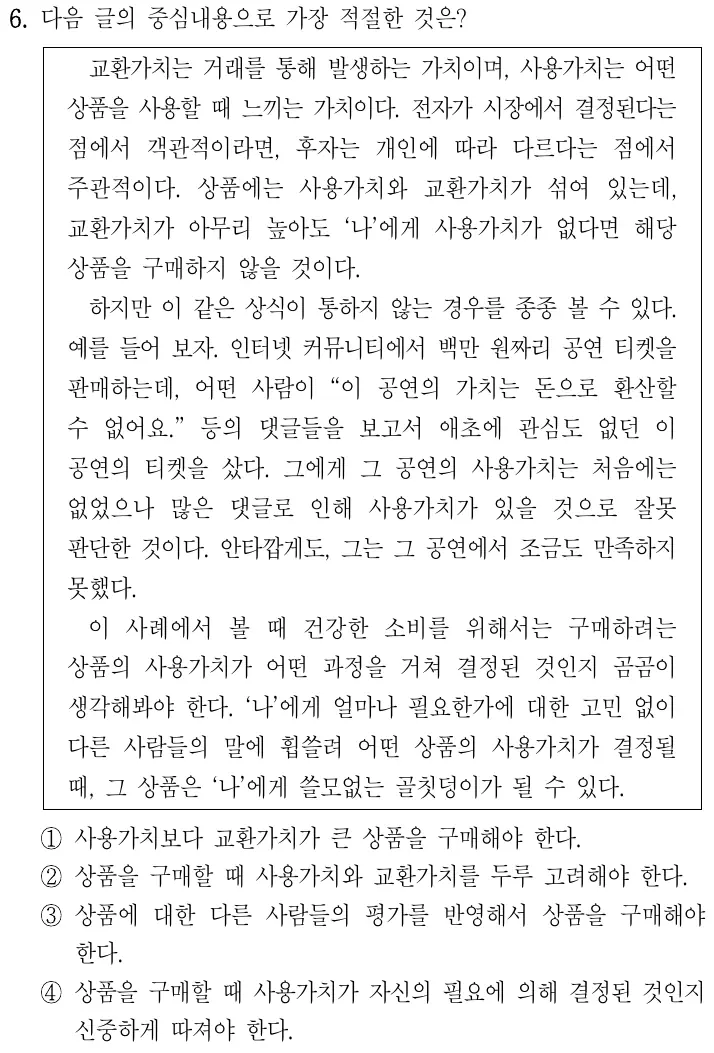 6. 다음 글의 중심내용으로 가장 적절한 것은?
교환가치는 거래를 통해 발생하는 가치이며, 사용가치는 어떤
상품을 사용할 때 느끼는 가치이다. 전자가 시장에서 결정된다는
점에서 객관적이라면, 후자는 개인에 따라 다르다는 점에서
주관적이다. 상품에는 사용가치와 교환가치가 섞여 있는데,
교환가치가 아무리 높아도 ‘나’에게 사용가치가 없다면 해당
상품을 구매하지 않을 것이다.
하지만 이 같은 상식이 통하지 않는 경우를 종종 볼 수 있다.
예를 들어 보자. 인터넷 커뮤니티에서 백만 원짜리 공연 티켓을
판매하는데, 어떤 사람이 “이 공연의 가치는 돈으로 환산할
수 없어요.” 등의 댓글들을 보고서 애초에 관심도 없던 이
공연의 티켓을 샀다. 그에게 그 공연의 사용가치는 처음에는
없었으나 많은 댓글로 인해 사용가치가 있을 것으로 잘못
판단한 것이다. 안타깝게도, 그는 그 공연에서 조금도 만족하지
못했다.
이 사례에서 볼 때 건강한 소비를 위해서는 구매하려는
상품의 사용가치가 어떤 과정을 거쳐 결정된 것인지 곰곰이
생각해봐야 한다. ‘나’에게 얼마나 필요한가에 대한 고민 없이
다른 사람들의 말에 휩쓸려 어떤 상품의 사용가치가 결정될
때, 그 상품은 ‘나’에게 쓸모없는 골칫덩이가 될 수 있다.
① 사용가치보다 교환가치가 큰 상품을 구매해야 한다.
② 상품을 구매할 때 사용가치와 교환가치를 두루 고려해야 한다.
③ 상품에 대한 다른 사람들의 평가를 반영해서 상품을 구매해야
한다.
④ 상품을 구매할 때 사용가치가 자신의 필요에 의해 결정된 것인지
신중하게 따져야 한다.